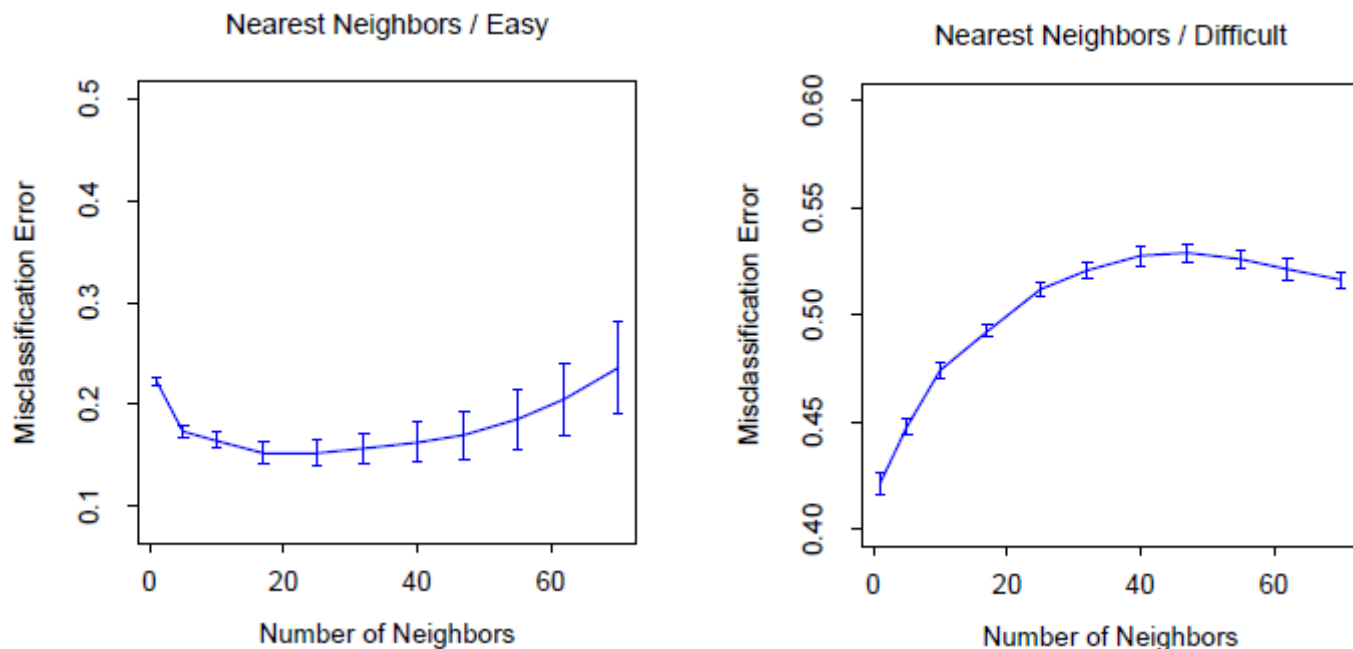 Nearest Neighbors / Easy
Misclassification Error
0.5
0.4
0.3
0.2
0.1
0 20 40 60
Number of Neighbors
Nearest Neighbors / Difficult
Misclassification Error
0.60
0.55
0.50
0.45
0.40
0 20 40 60
Number of Neighbors